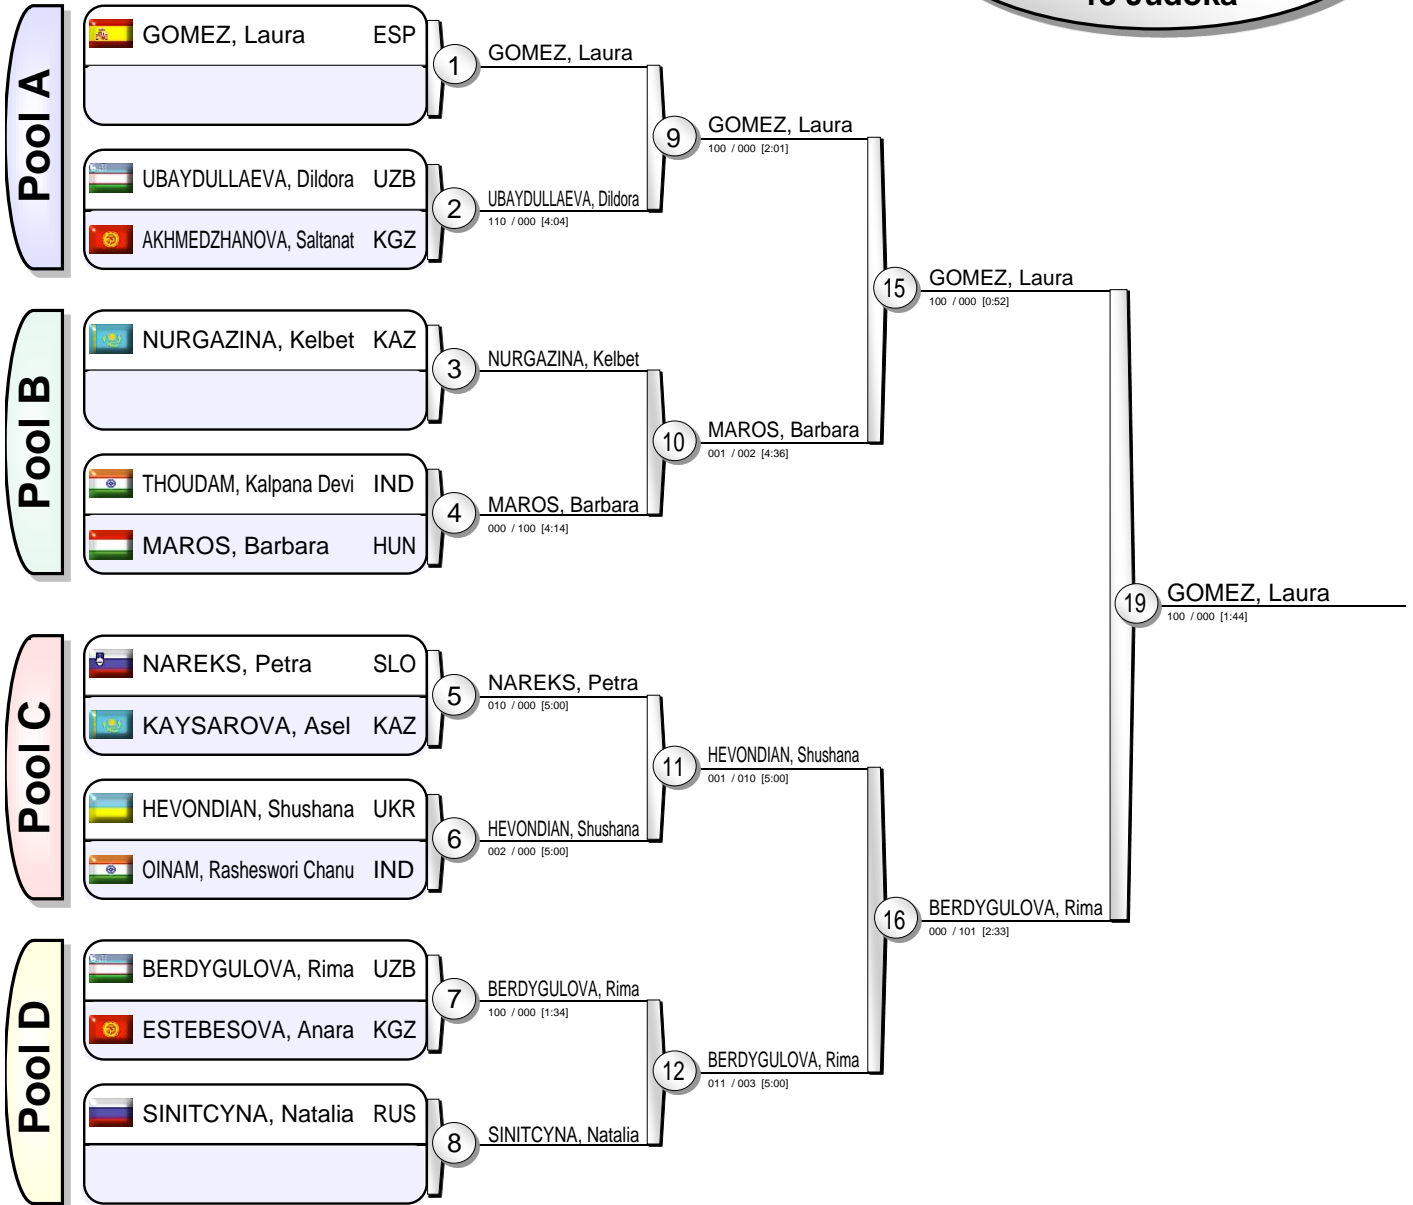 13 Judoka
Pool A
GOMEZ, Laura ESP
UBAYDULLAEVA, Dildora UZB
AKHMEDZHANOVA, Saltanat KGZ
Pool B
NURGAZINA, Kelbet KAZ
THOUDAM, Kalpana Devi IND
MAROS, Barbara HUN
Pool C
NAREKS, Petra SLO
KAYSAROVA, Asel KAZ
HEVONDIAN, Shushana UKR
OINAM, Rasheswori Chanu IND
Pool D
BERDYGULOVA, Rima UZB
ESTEBESOVA, Anara KGZ
SINITCYNA, Natalia RUS
1
GOMEZ, Laura
2
UBAYDULLAEVA, Dildora
110 / 000 [4:04]
3
NURGAZINA, Kelbet
4
MAROS, Barbara
000 / 100 [4:14]
5
NAREKS, Petra
010 / 000 [5:00]
6
HEVONDIAN, Shushana
002 / 000 [5:00]
7
BERDYGULOVA, Rima
100 / 000 [1:34]
8
SINITCYNA, Natalia
9
GOMEZ, Laura
100 / 000 [2:01]
10
MAROS, Barbara
001 / 002 [4:36]
11
HEVONDIAN, Shushana
001 / 010 [5:00]
12
BERDYGULOVA, Rima
011 / 003 [5:00]
15
GOMEZ, Laura
100 / 000 [0:52]
16
BERDYGULOVA, Rima
000 / 101 [2:33]
19
GOMEZ, Laura
100 / 000 [1:44]